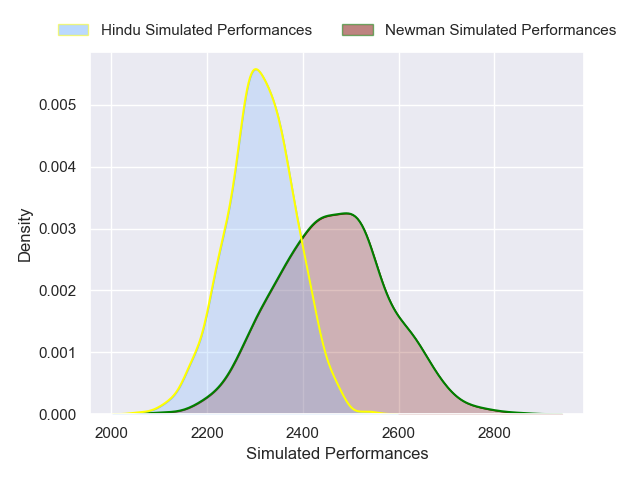 Hindu Simulated Performances Newman Simulated Performances
0.005
0.004
0.003
0.002
0.001
0.000
Density
2000 2200 2400 2600 2800
Simulated Performances